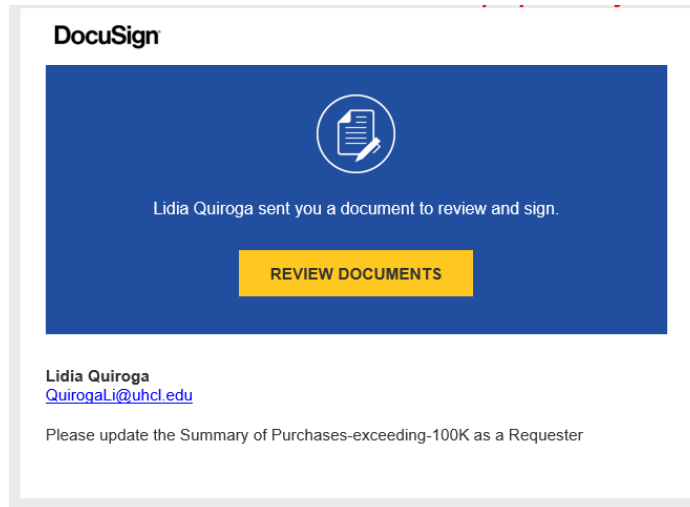 DocuSign
Lidia Quiroga sent you a document to review and sign.
REVIEW DOCUMENTS
Lidia Quiroga
QuirogaLi@uhcl.edu
Please update the Summary of Purchases-exceeding-100K as a Requester